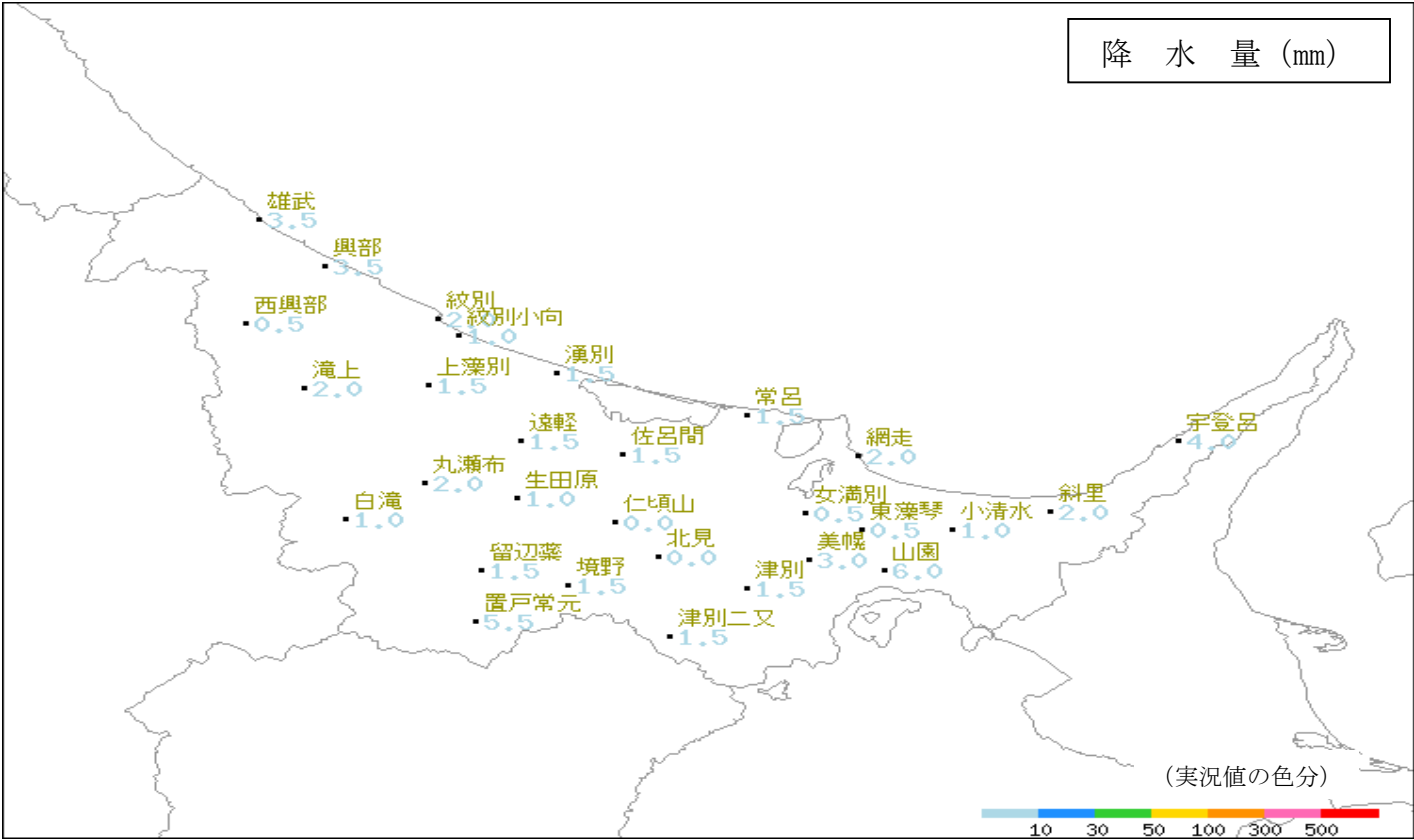 降 水 量 (mm)
雄武
3.5
興部
3.5
西興部
0.5
紋別
2.0
紋別小向
1.0
湧別
1.5
滝上
2.0
上藻別
1.5
常呂
1.5
遠軽
1.5
佐呂間
1.5
網走
2.0
宇登呂
4.0
丸瀬布
2.0
生田原
1.0
白滝
1.0
仁頃山
0.0
女満別
0.5
東藻琴
0.5
小清水
1.0
斜里
2.0
北見
0.0
美幌
3.0
山園
6.0
留辺蘂
1.5
境野
1.5
津別
1.5
置戸常元
5.5
津別二又
1.5
(実況値の色分)
10 30 50 100 300 500